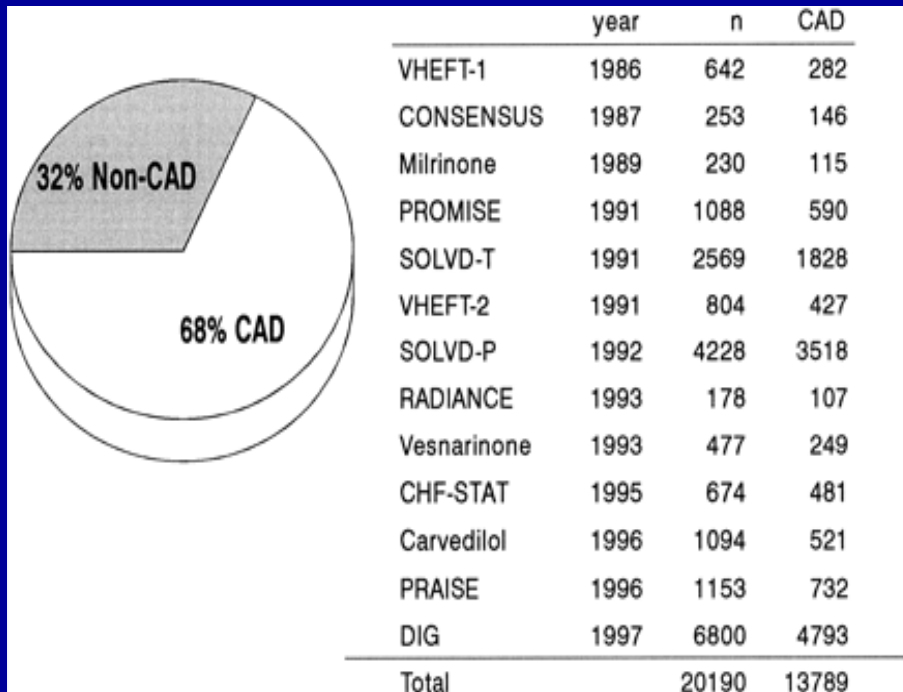 year n CAD
VHEFT-1 1986 642 282
CONSENSUS 1987 253 146
Milrinone 1989 230 115
PROMISE 1991 1088 590
SOLVD-T 1991 2569 1828
VHEFT-2 1991 804 427
SOLVD-P 1992 4228 3518
RADIANCE 1993 178 107
Vesnarinone 1993 477 249
CHF-STAT 1995 674 481
Carvedilol 1996 1094 521
PRAISE 1996 1153 732
DIG 1997 6800 4793
Total 20190 13789
32% Non-CAD
68% CAD